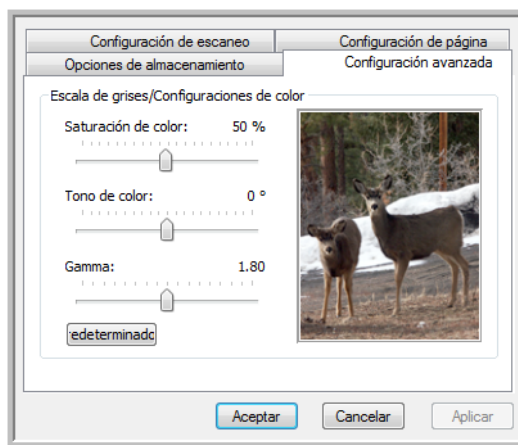 Configuración de escaneo
Configuración de página
Opciones de almacenamiento
Configuración avanzada
Escala de grises/Configuraciones de color
Saturación de color: 50 %
Tono de color: 0 °
Gamma: 1.80
redeterminado
Aceptar
Cancelar
Aplicar